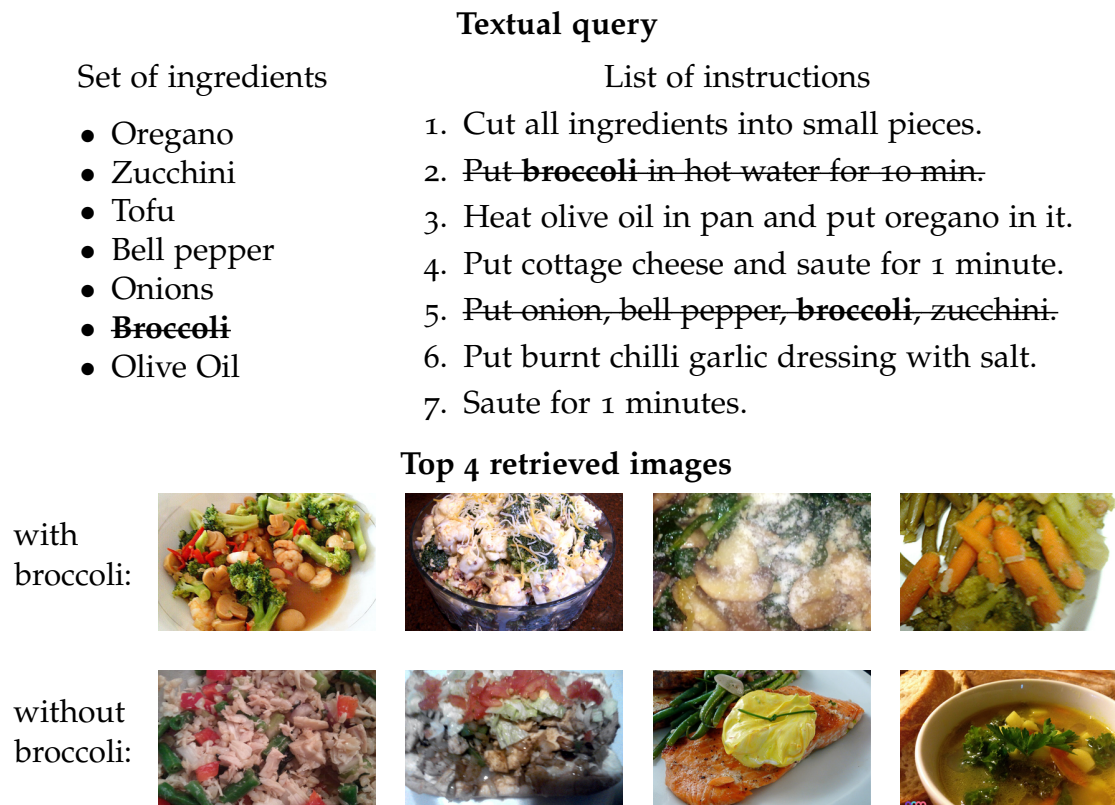 Textual query
Set of ingredients
• Oregano
• Zucchini
• Tofu
• Bell pepper
• Onions
• Broccoli
• Olive Oil
List of instructions
1. Cut all ingredients into small pieces.
2. Put broccoli in hot water for 10 min.
3. Heat olive oil in pan and put oregano in it.
4. Put cottage cheese and saute for 1 minute.
5. Put onion, bell pepper, broccoli, zucchini.
6. Put burnt chilli garlic dressing with salt.
7. Saute for 1 minutes.
Top 4 retrieved images
with
broccoli:
without
broccoli: